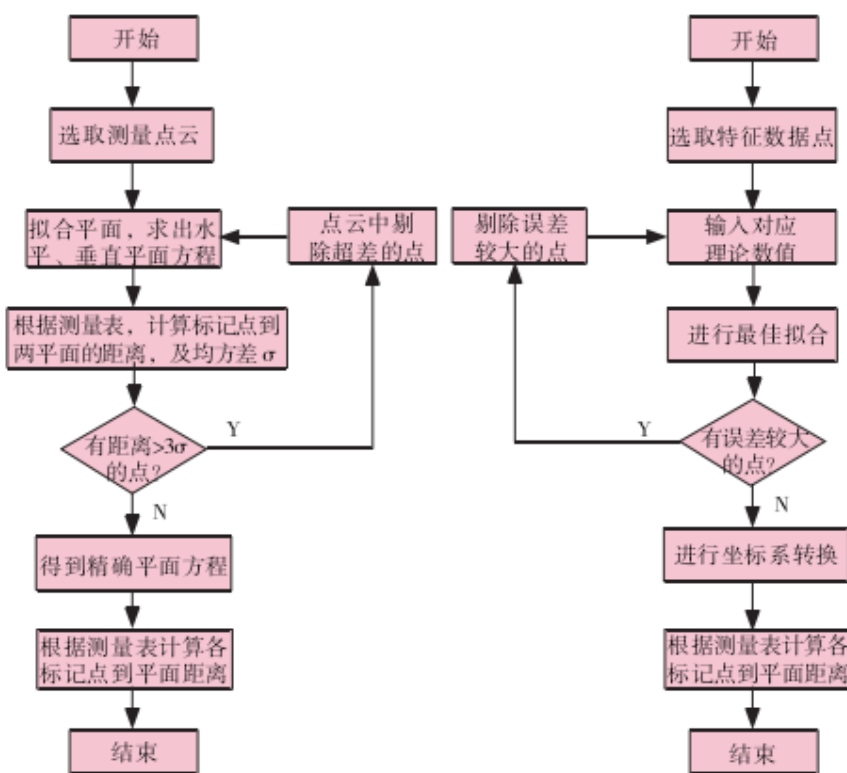 开始
选取测量点云
拟合平面，求出水
平、垂直平面方程
点云中剔
除超差的点
根据测量表，计算标记点到
两平面的距离，及均方差σ
有距离>3σ
的点?
Y
N
得到精确平面方程
根据测量表计算各
标记点到平面距离
结束
开始
选取特征数据点
输入对应
理论数值
剔除误差
较大的点
进行最佳拟合
有误差较大
的点?
Y
N
进行坐标系转换
根据测量表计算各
标记点到平面距离
结束